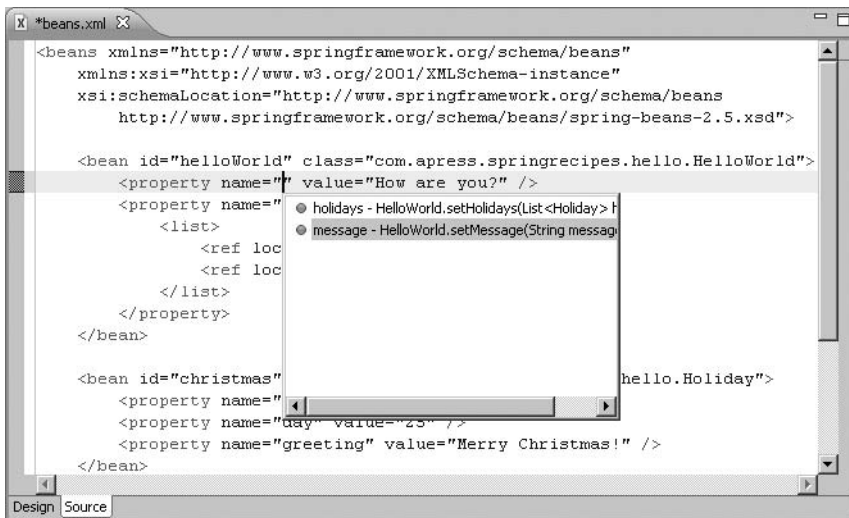 *beans.xml
<beans xmlns="http://www.springframework.org/schema/beans"
xmlns:xsi="http://www.w3.org/2001/XMLSchema-instance"
xsi:schemaLocation="http://www.springframework.org/schema/beans
http://www.springframework.org/schema/beans/spring-beans-2.5.xsd">
<bean id="helloWorld" class="com.apress.springrecipes.hello.HelloWorld">
<property name="" value="How are you?" />
<property name="
holidays - HelloWorld.setHolidays(List<Holiday> h
<list>
message - HelloWorld.setMessage(String messag
<ref loc
<ref loc
</list>
</property>
</bean>
<bean id="christmas" hello.Holiday">
<property name="
<property name="day" value="25" />
<property name="greeting" value="Merry Christmas!" />
</bean>
Design Source